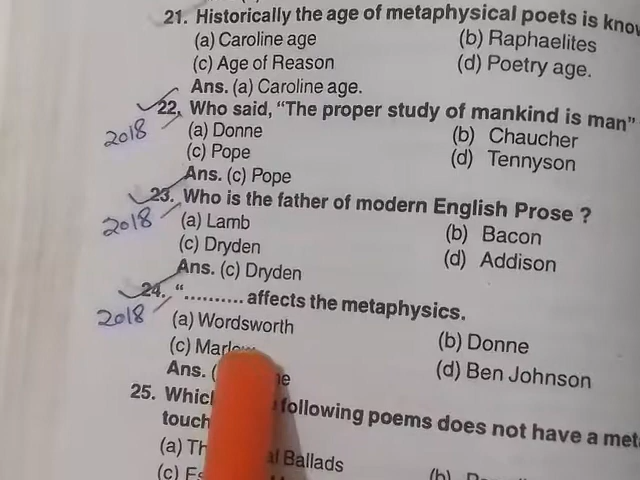 21. Historically the age of metaphysical poets is know
(a) Caroline age (b) Raphaelites
(c) Age of Reason (d) Poetry age.
Ans. (a) Caroline age.
22. Who said, “The proper study of mankind is man”
2018
(a) Donne (b) Chaucher
(c) Pope (d) Tennyson
Ans. (c) Pope
23. Who is the father of modern English Prose ?
2018
(a) Lamb (b) Bacon
(c) Dryden (d) Addison
Ans. (c) Dryden
24. “.......... affects the metaphysics.
2018
(a) Wordsworth (b) Donne
(c) (d) Ben Johnson
Ans. (
25. following poems does not have a
touch
(a) Ballads
(c)